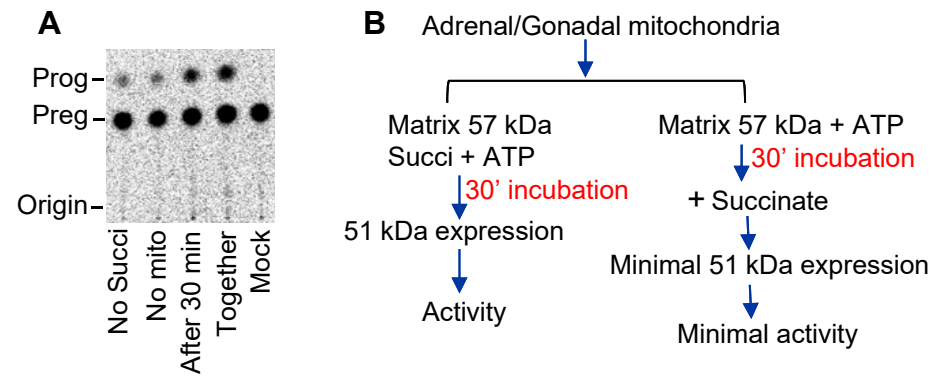 A
Prog
Preg
Origin
No Succi
No mito
After 30 min
Together
Mock
B
Adrenal/Gonadal mitochondria
Matrix 57 kDa
Succi + ATP
30’ incubation
51 kDa expression
Activity
Matrix 57 kDa + ATP
30’ incubation
+ Succinate
Minimal 51 kDa expression
Minimal activity